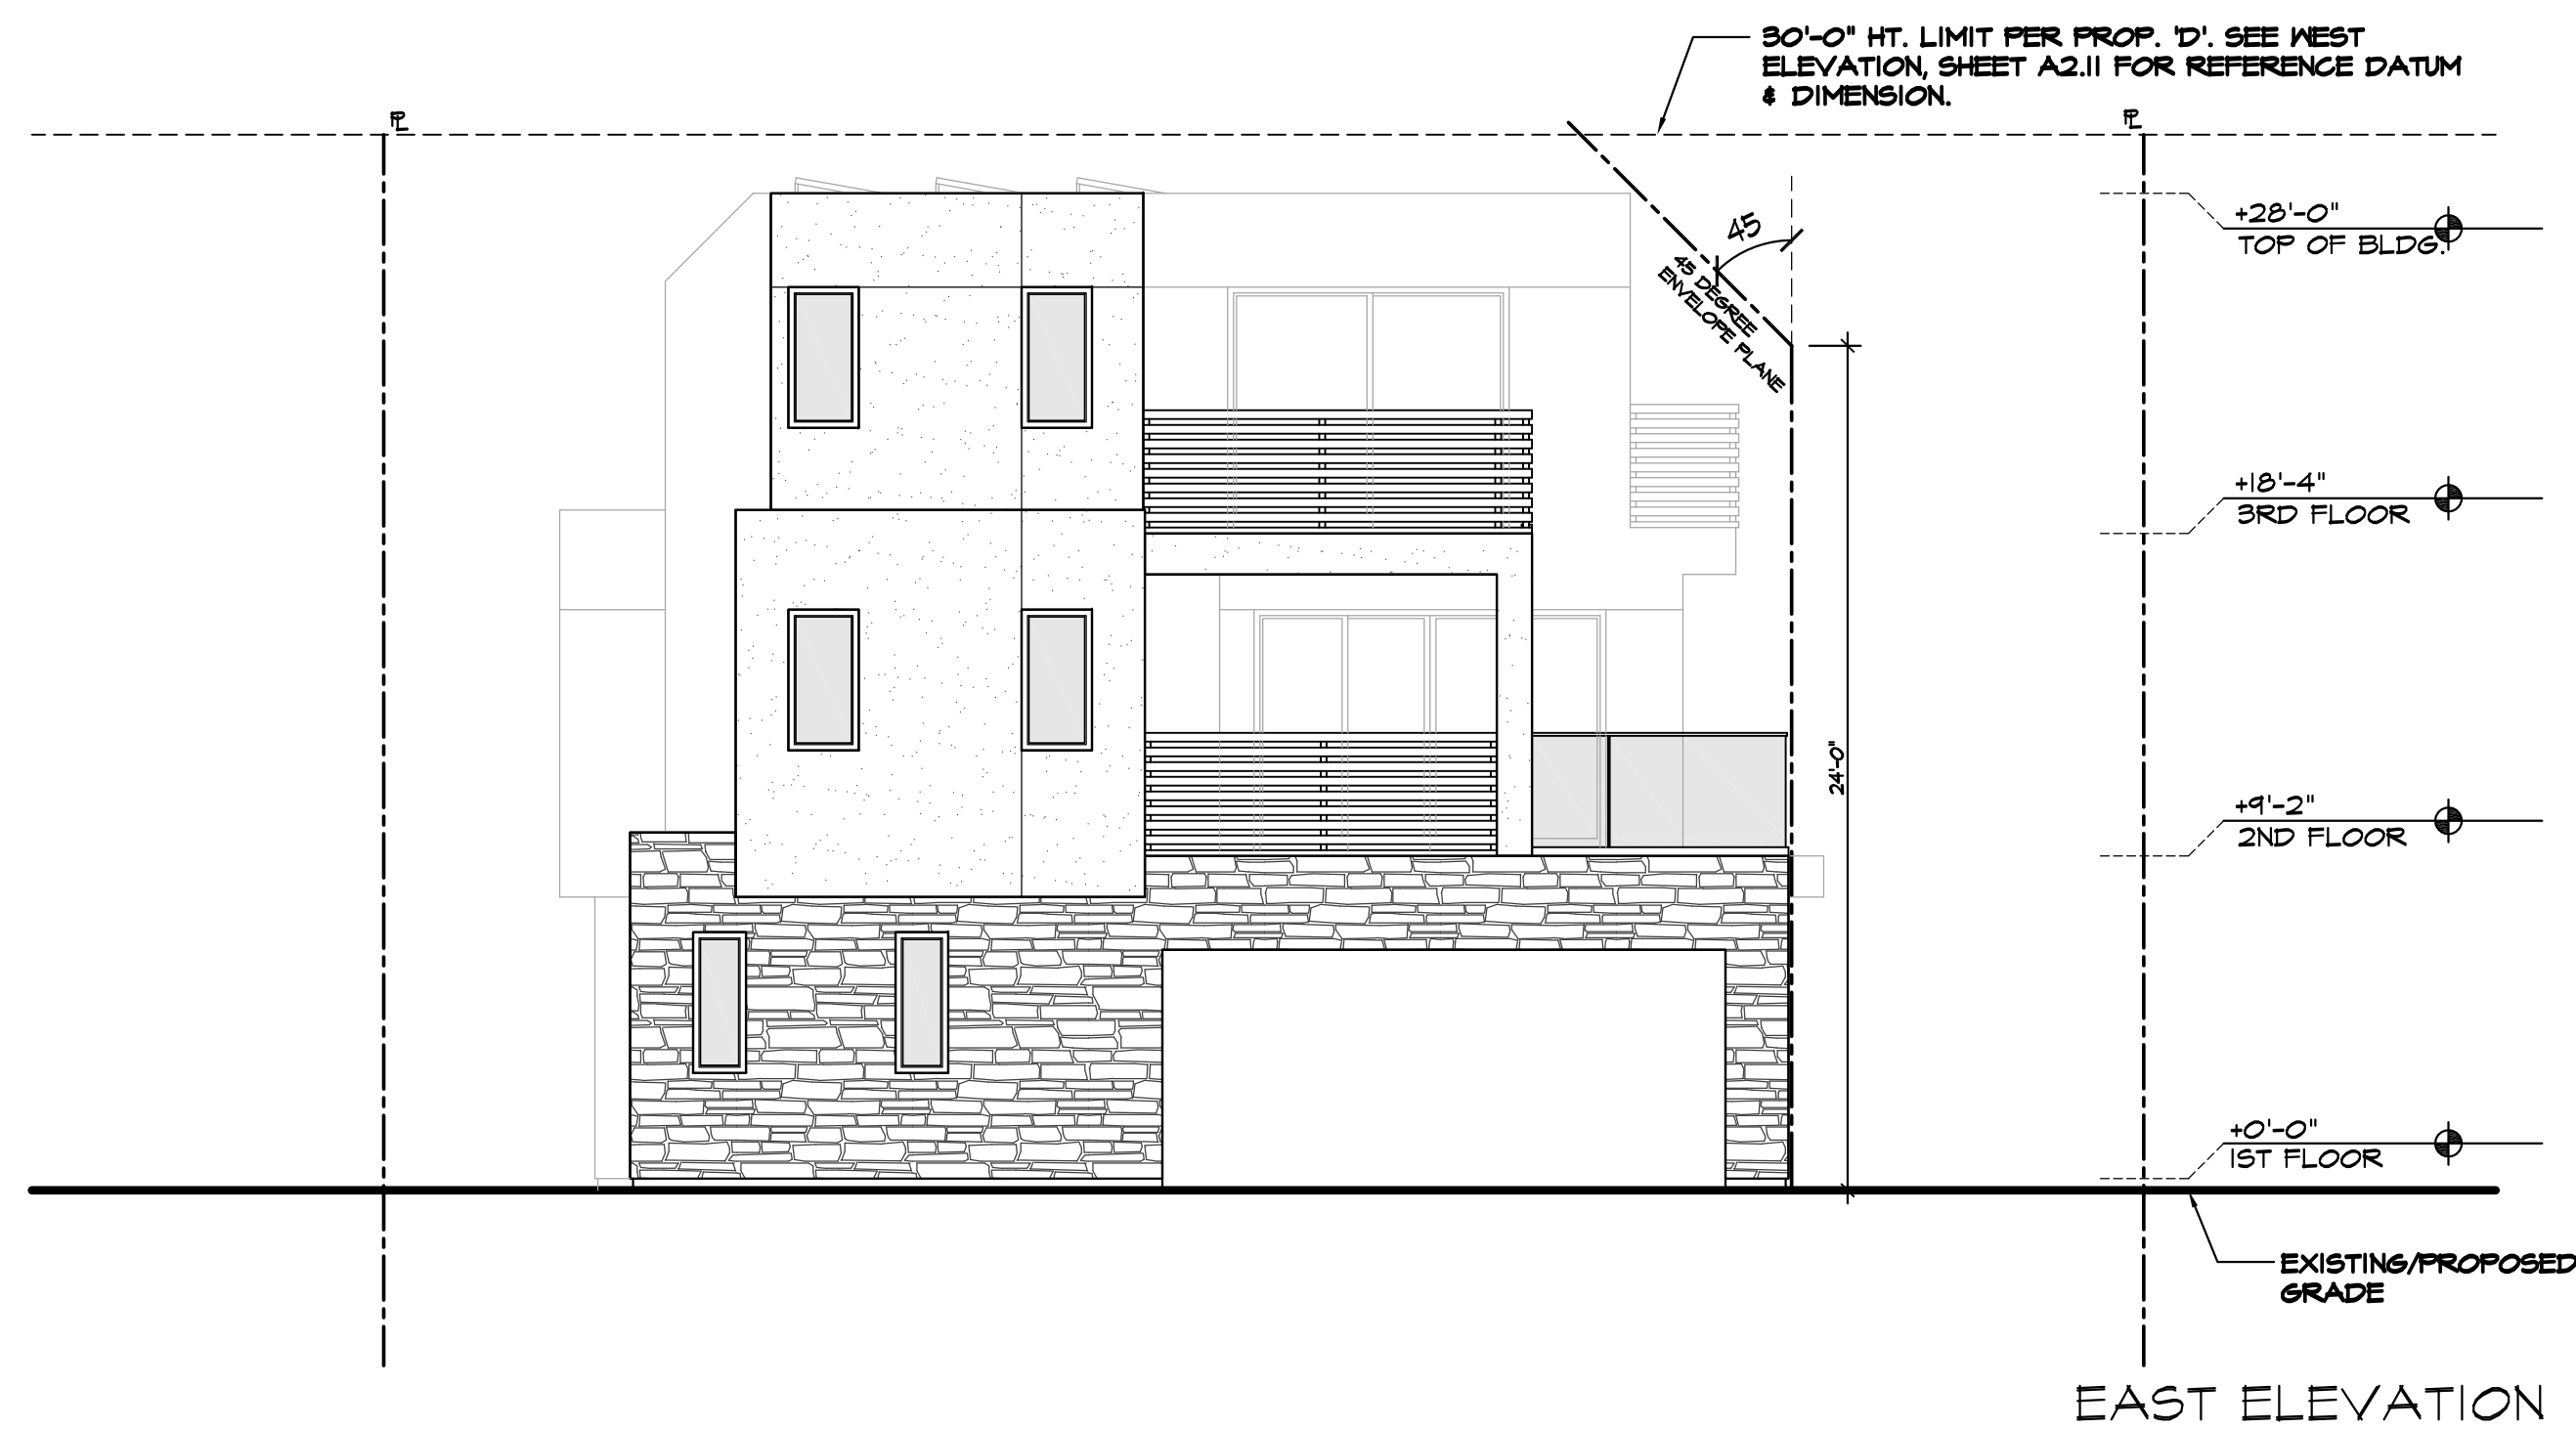 30'-0" HT. LIMIT PER PROP. 'D'. SEE WEST
ELEVATION, SHEET A2.11 FOR REFERENCE DATUM
& DIMENSION.
PL
PL
+28'-0"
TOP OF BLDG.
45
45 DEGREE
ENVELOPE PLANE
+18'-4"
3RD FLOOR
24'-0"
+9'-2"
2ND FLOOR
+0'-0"
1ST FLOOR
EXISTING/PROPOSED
GRADE
EAST ELEVATION